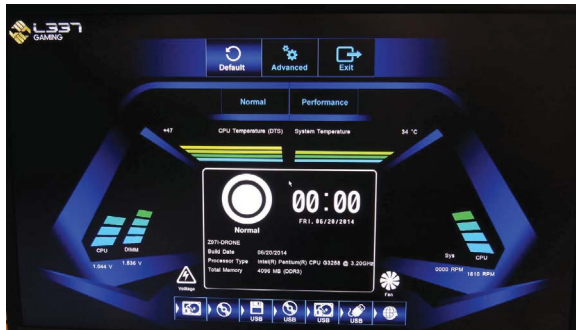 L337
GAMING
Default
Advanced
Exit
Normal
Performance
+47
CPU Temperature (DTS)
System Temperature
34 °C
00:00
FRI, 06/20/2014
Normal
Z97I-DRONE
Build Date 06/20/2014
Processor Type Intel(R) Pentium(R) CPU G3258 @ 3.20GHz
Total Memory 4096 MB (DDR3)
CPU
DIMM
1.044 V
1.836 V
Sys
CPU
0000 RPM
1610 RPM
Voltage
Fan
USB
USB
USB
USB